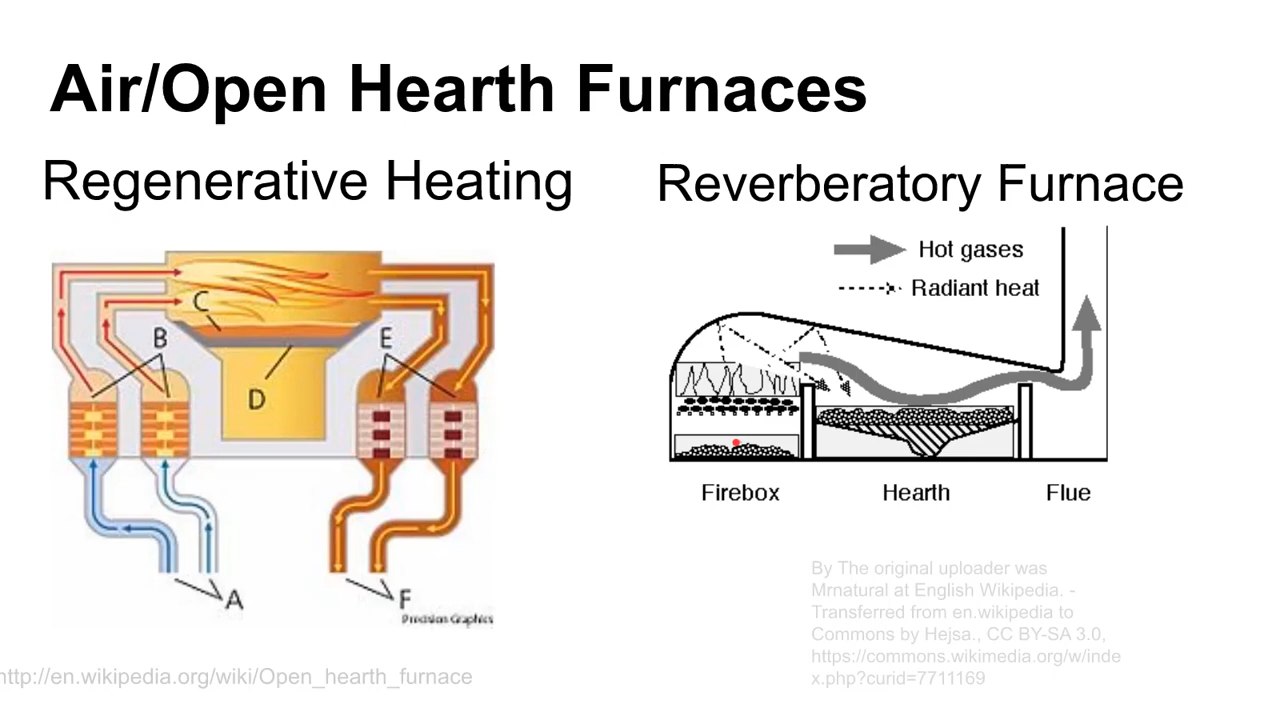 Air/Open Hearth Furnaces
Regenerative Heating
C
B
E
D
A
F
Precision Graphics
http://en.wikipedia.org/wiki/Open_hearth_furnace
Reverberatory Furnace
Hot gases
Radiant heat
Firebox Hearth Flue
By The original uploader was
Mrnatural at English Wikipedia. -
Transferred from en.wikipedia to
Commons by Hejsa., CC BY-SA 3.0,
https://commons.wikimedia.org/w/inde
x.php?curid=7711169